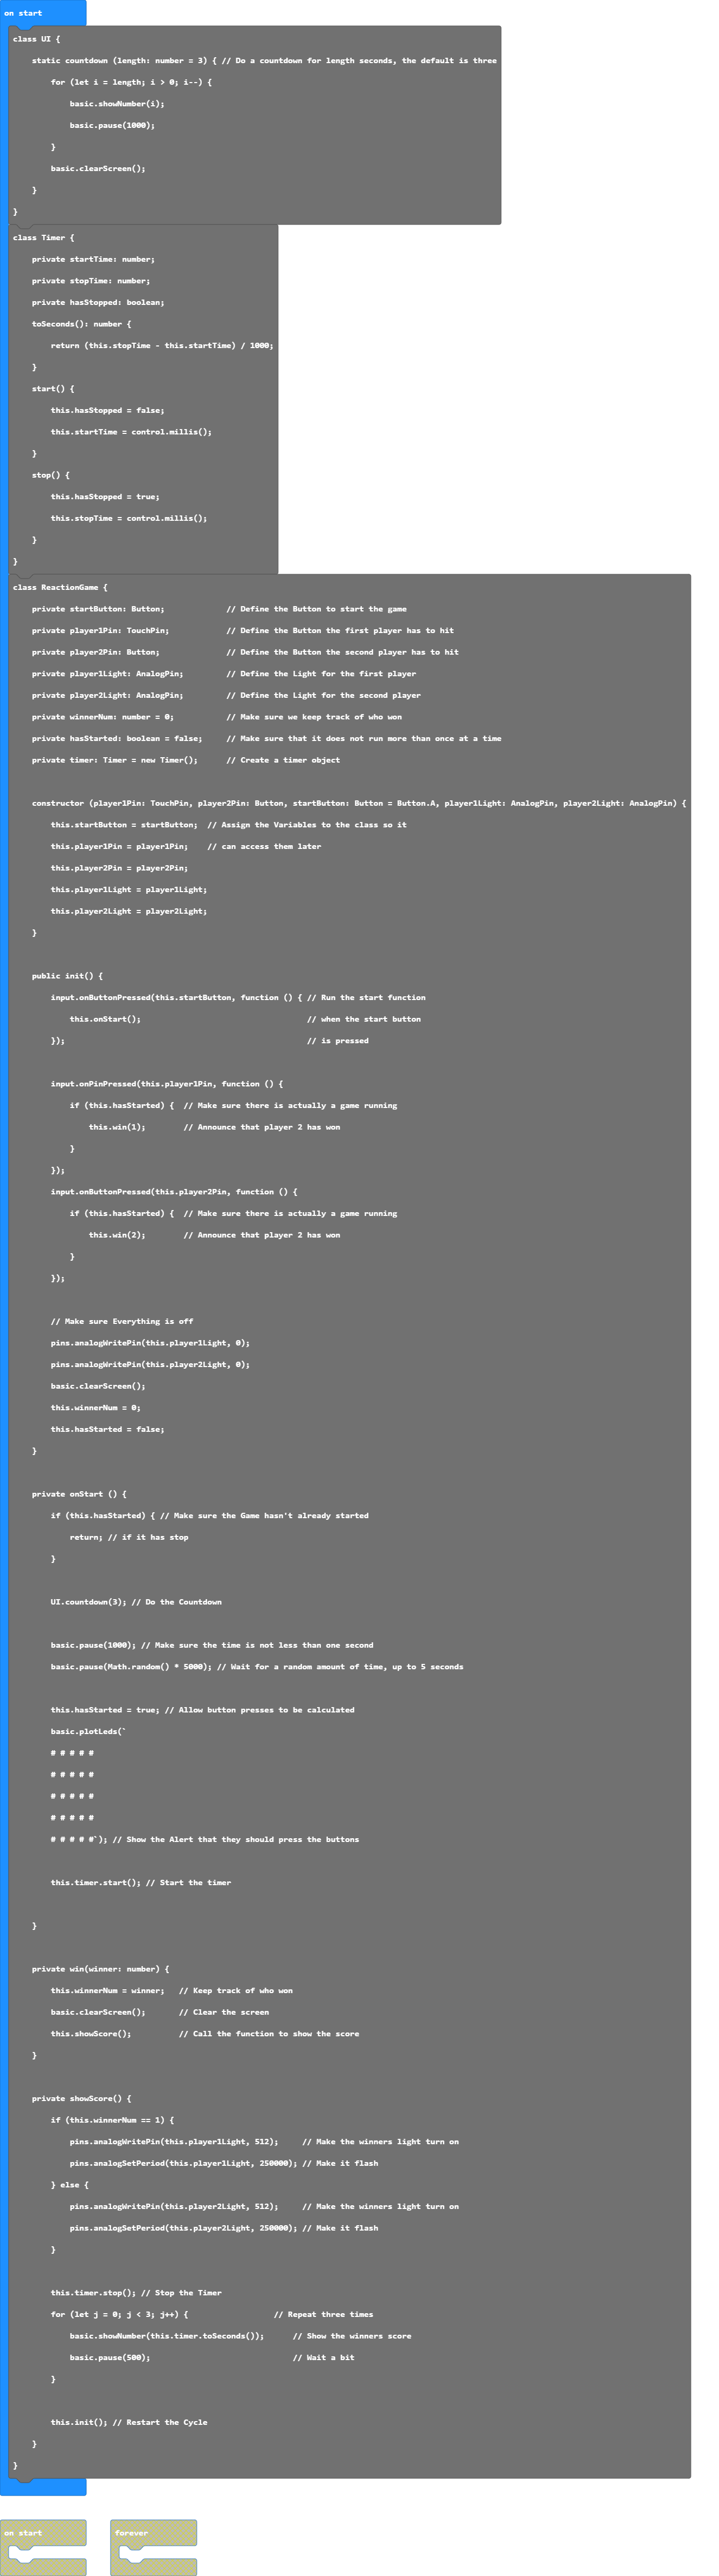 on start
class UI {
    static countdown (length: number = 3) { // Do a countdown for length seconds, the default is three
        for (let i = length; i > 0; i--) {
            basic.showNumber(i);
            basic.pause(1000);
        }
        basic.clearScreen();
    }
}
class Timer {
    private startTime: number;
    private stopTime: number;
    private hasStopped: boolean;
    toSeconds(): number {
        return (this.stopTime - this.startTime) / 1000;
    }
    start() {
        this.hasStopped = false;
        this.startTime = control.millis();
    }
    stop() {
        this.hasStopped = true;
        this.stopTime = control.millis();
    }
}
class ReactionGame {
    private startButton: Button;             // Define the Button to start the game
    private player1Pin: TouchPin;            // Define the Button the first player has to hit
    private player2Pin: Button;              // Define the Button the second player has to hit
    private player1Light: AnalogPin;         // Define the Light for the first player
    private player2Light: AnalogPin;         // Define the Light for the second player
    private winnerNum: number = 0;           // Make sure we keep track of who won
    private hasStarted: boolean = false;     // Make sure that it does not run more than once at a time
    private timer: Timer = new Timer();      // Create a timer object
    constructor (player1Pin: TouchPin, player2Pin: Button, startButton: Button = Button.A, player1Light: AnalogPin, player2Light: AnalogPin) {
        this.startButton = startButton;  // Assign the Variables to the class so it
        this.player1Pin = player1Pin;    // can access them later
        this.player2Pin = player2Pin;
        this.player1Light = player1Light;
        this.player2Light = player2Light;
    }
    public init() {
        input.onButtonPressed(this.startButton, function () { // Run the start function
            this.onStart();                                   // when the start button
        });                                                   // is pressed
        input.onPinPressed(this.player1Pin, function () {
            if (this.hasStarted) {  // Make sure there is actually a game running
                this.win(1);        // Announce that player 2 has won
            }
        });
        input.onButtonPressed(this.player2Pin, function () {
            if (this.hasStarted) {  // Make sure there is actually a game running
                this.win(2);        // Announce that player 2 has won
            }
        });
        // Make sure Everything is off
        pins.analogWritePin(this.player1Light, 0);
        pins.analogWritePin(this.player2Light, 0);
        basic.clearScreen();
        this.winnerNum = 0;
        this.hasStarted = false;
    }
    private onStart () {
        if (this.hasStarted) { // Make sure the Game hasn't already started
            return; // if it has stop
        }
        UI.countdown(3); // Do the Countdown
        basic.pause(1000); // Make sure the time is not less than one second
        basic.pause(Math.random() * 5000); // Wait for a random amount of time, up to 5 seconds
        this.hasStarted = true; // Allow button presses to be calculated
        basic.plotLeds(`
        # # # # #
        # # # # #
        # # # # #
        # # # # #
        # # # # #`); // Show the Alert that they should press the buttons
        this.timer.start(); // Start the timer
    }
    private win(winner: number) {
        this.winnerNum = winner;   // Keep track of who won
        basic.clearScreen();       // Clear the screen
        this.showScore();          // Call the function to show the score
    }
    private showScore() {
        if (this.winnerNum == 1) {
            pins.analogWritePin(this.player1Light, 512);     // Make the winners light turn on
            pins.analogSetPeriod(this.player1Light, 250000); // Make it flash
        } else {
            pins.analogWritePin(this.player2Light, 512);     // Make the winners light turn on
            pins.analogSetPeriod(this.player2Light, 250000); // Make it flash
        }
        this.timer.stop(); // Stop the Timer
        for (let j = 0; j < 3; j++) {                  // Repeat three times
            basic.showNumber(this.timer.toSeconds());      // Show the winners score
            basic.pause(500);                              // Wait a bit
        }
        this.init(); // Restart the Cycle
    }
}
on start
forever